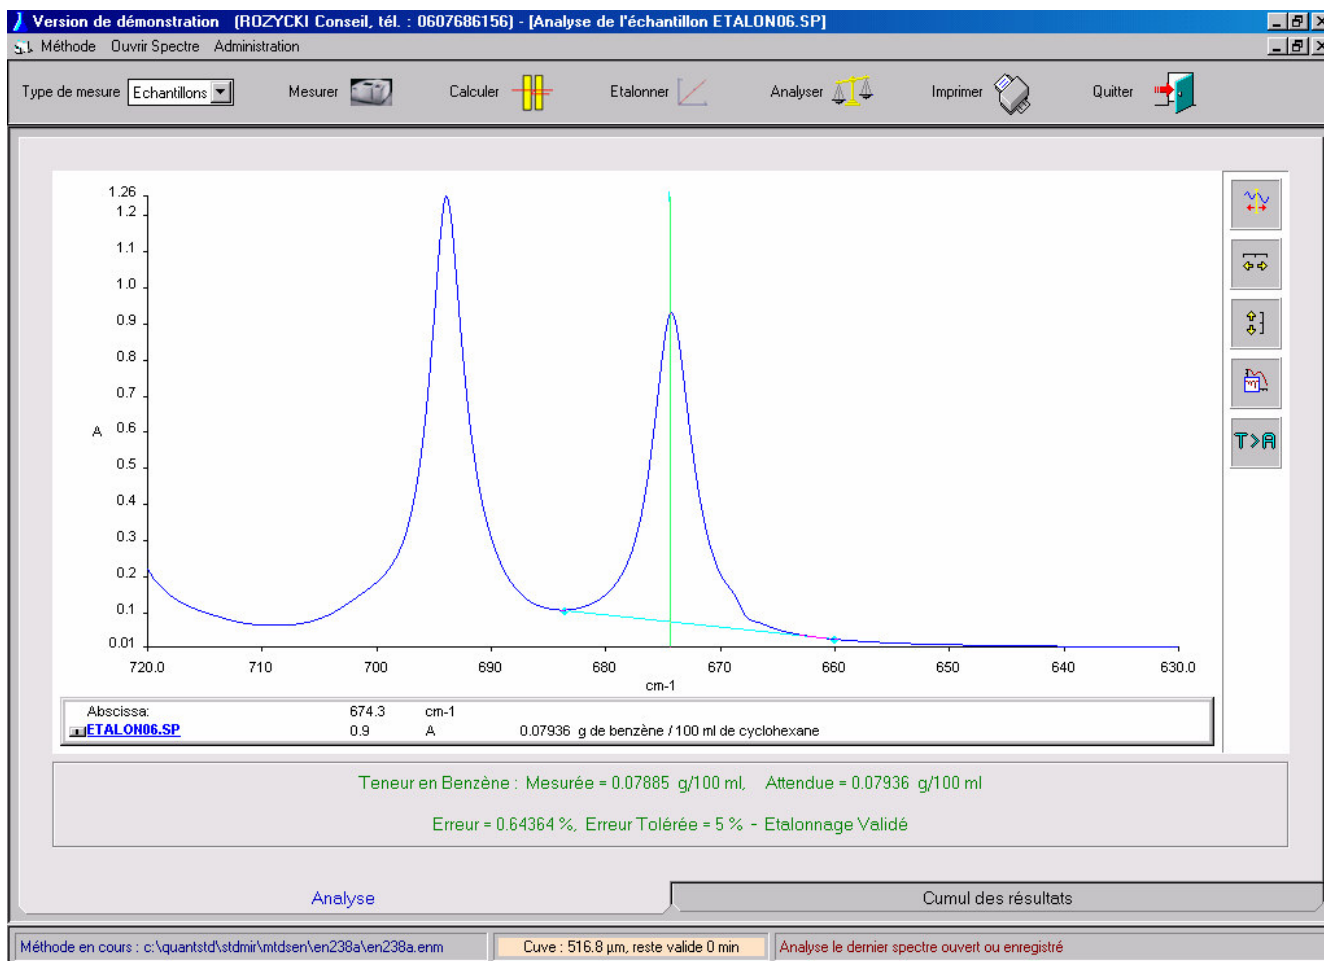 Version de démonstration (ROZYCKI Conseil, tél. : 0607686156) - [Analyse de l'échantillon ETALON06.SP]
Méthode Ouvrir Spectre Administration
Type de mesure Echantillons Mesurer Calculer Etalonner Analyser Imprimer Quitter
1.26
1.2
1.1
1.0
0.9
0.8
0.7
A 0.6
0.5
0.4
0.3
0.2
0.1
0.01
720.0 710 700 690 680 670 660 650 640 630.0
cm-1
T>A
Abscissa: 674.3 cm-1
ETALON06.SP 0.9 A 0.07936 g de benzène / 100 ml de cyclohexane
Teneur en Benzène : Mesurée = 0.07885 g/100 ml, Attendue = 0.07936 g/100 ml
Erreur = 0.64364 %, Erreur Tolérée = 5 % - Etalonnage Validé
Analyse Cumul des résultats
Méthode en cours : c:\quantstd\stdmir\mtdsen\en238a\en238a.enm Cuve : 516.8 µm, reste valide 0 min Analyse le dernier spectre ouvert ou enregistré